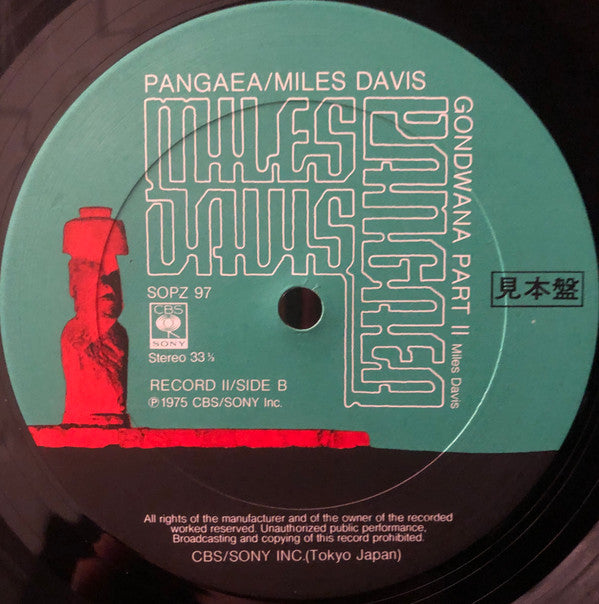 PANGAEA/MILES DAVIS
MILES
DAVIS
PANGAEA
GONDWANA PART II Miles Davis
SOPZ 97
CBS
SONY
Stereo 33⅓
見本盤
RECORD II/SIDE B
Ⓟ1975 CBS/SONY Inc.
All rights of the manufacturer and of the owner of the recorded
worked reserved. Unauthorized public performance,
Broadcasting and copying of this record prohibited.
CBS/SONY INC.(Tokyo Japan)